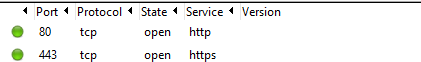 Port Protocol State Service Version
80 tcp open http
443 tcp open https